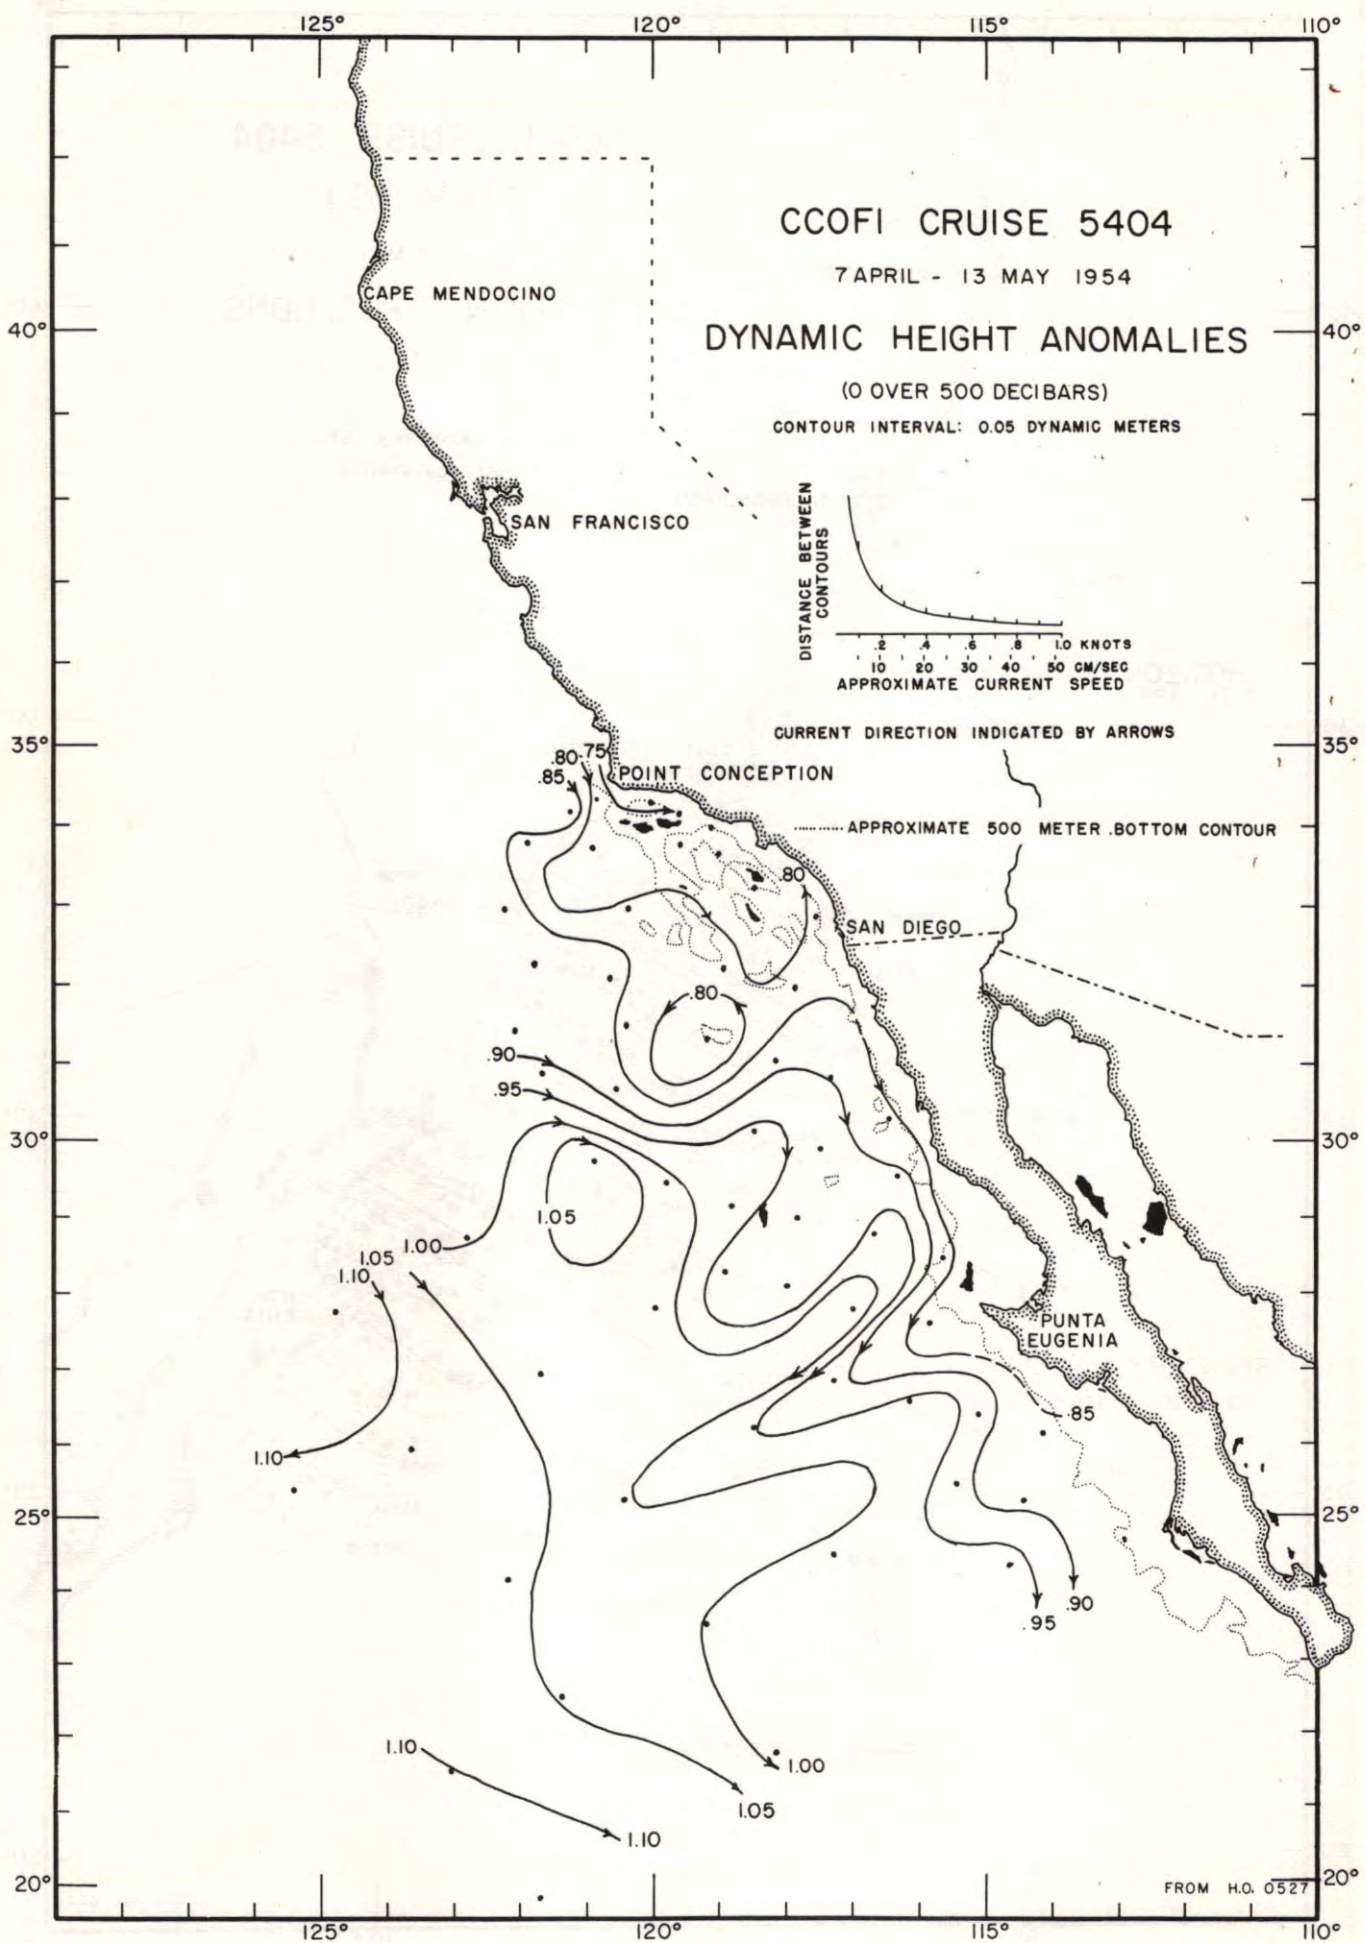 125° 120° 115° 110°
CCOFI CRUISE 5404
7 APRIL - 13 MAY 1954
CAPE MENDOCINO
40° 40°
DYNAMIC HEIGHT ANOMALIES
(0 OVER 500 DECIBARS)
CONTOUR INTERVAL: 0.05 DYNAMIC METERS
SAN FRANCISCO
DISTANCE BETWEEN
CONTOURS
.2 .4 .6 .8 1.0 KNOTS
10 20 30 40 50 CM/SEC
APPROXIMATE CURRENT SPEED
CURRENT DIRECTION INDICATED BY ARROWS
35° 35°
.80 .75
.85
POINT CONCEPTION
APPROXIMATE 500 METER BOTTOM CONTOUR
.80
SAN DIEGO
.80
.90
.95
30° 30°
1.05
1.00
1.05
1.10
PUNTA
EUGENIA
.85
1.10
25° 25°
.90
.95
1.10
1.00
1.05
1.10
20° 20°
FROM H.O. 0527
125° 120° 115° 110°